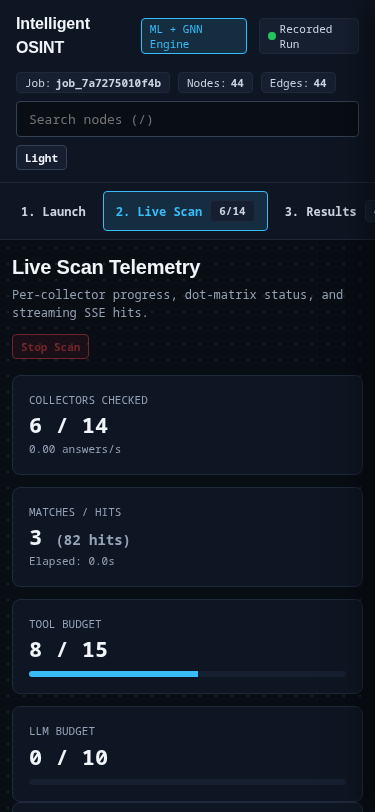 Intelligent
OSINT
ML + GNN
Engine
Recorded
Run
Job: job_7a7275010f4b
Nodes: 44
Edges: 44
Search nodes (/)
Light
1. Launch
2. Live Scan 6/14
3. Results
Live Scan Telemetry
Per-collector progress, dot-matrix status, and
streaming SSE hits.
Stop Scan
COLLECTORS CHECKED
6 / 14
0.00 answers/s
MATCHES / HITS
3 (82 hits)
Elapsed: 0.0s
TOOL BUDGET
8 / 15
LLM BUDGET
0 / 10